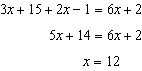 3x + 15 + 2x − 1 = 6x + 2
5x + 14 = 6x + 2
x = 12